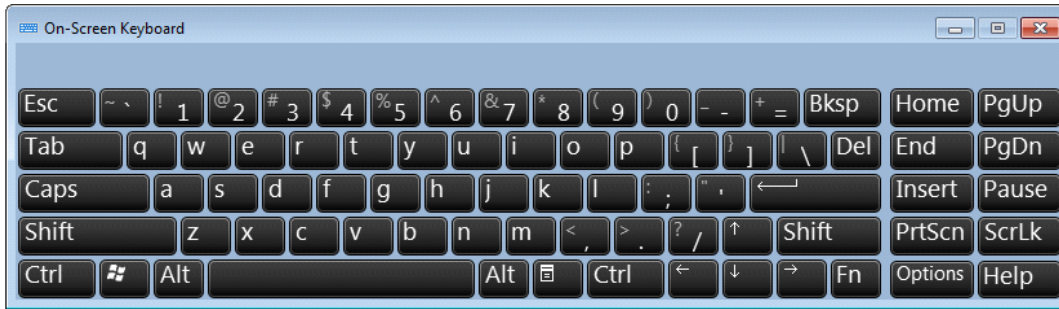 On-Screen Keyboard
Esc ~ ` ! 1 @ 2 # 3 $ 4 % 5 ^ 6 & 7 * 8 ( 9 ) 0 _ - + = Bksp Home PgUp
Tab q w e r t y u i o p { [ } ] | \ Del End PgDn
Caps a s d f g h j k l : ; " ' Insert Pause
Shift z x c v b n m < , > . ? / ↑ Shift PrtScn ScrLk
Ctrl Alt Alt Ctrl ← ↓ → Fn Options Help